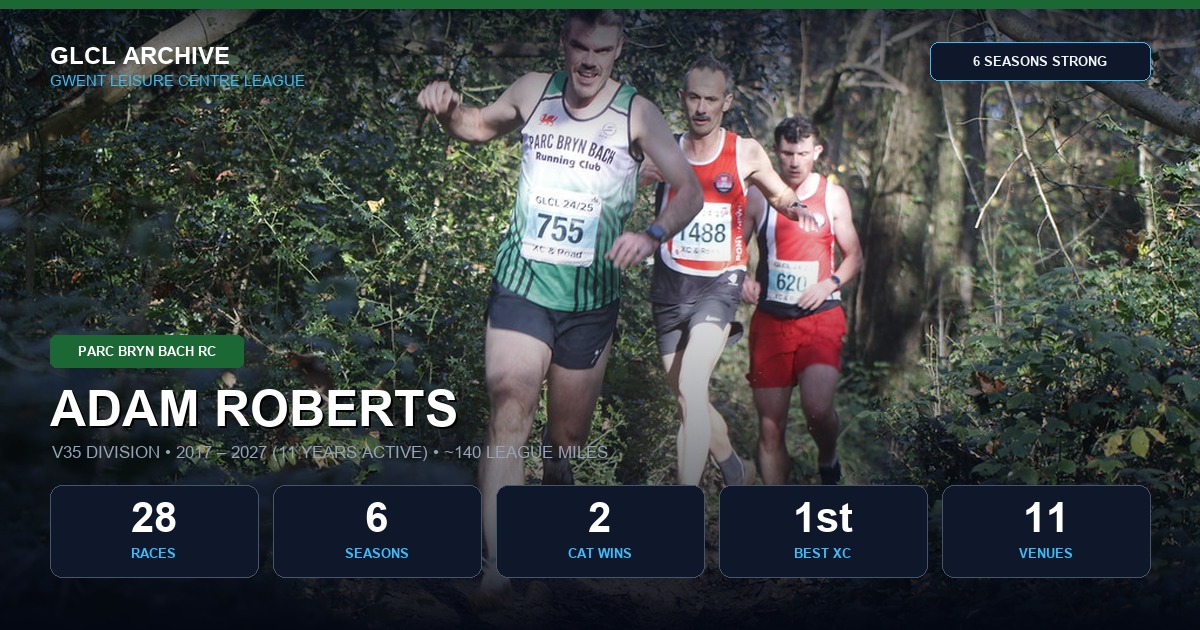 GLCL ARCHIVE
GWENT LEISURE CENTRE LEAGUE
6 SEASONS STRONG
PARC BRYN BACH
Running Club
GLCL 24/25
755
XC & Road
1488
620
PARC BRYN BACH RC
ADAM ROBERTS
V35 DIVISION • 2017 – 2027 (11 YEARS ACTIVE) • ~140 LEAGUE MILES
28
RACES
6
SEASONS
2
CAT WINS
1st
BEST XC
11
VENUES